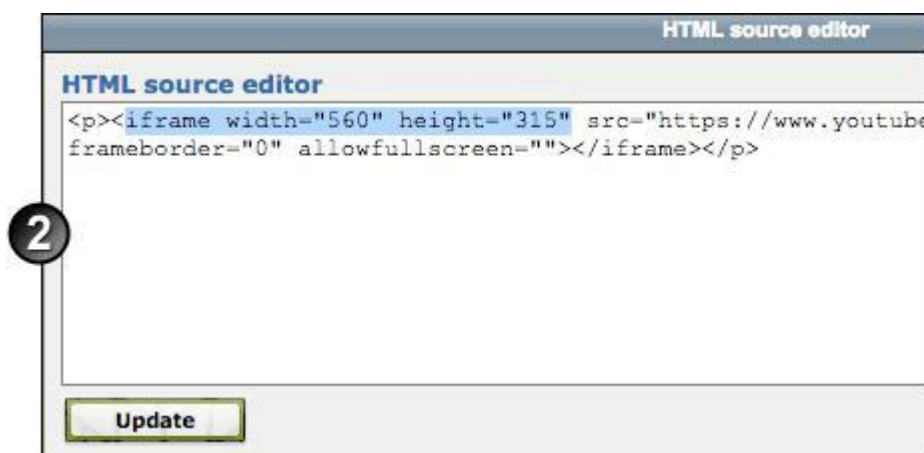 HTML source editor
HTML source editor
<p><iframe width="560" height="315" src="https://www.youtube
frameborder="0" allowfullscreen=""></iframe></p>
2
Update